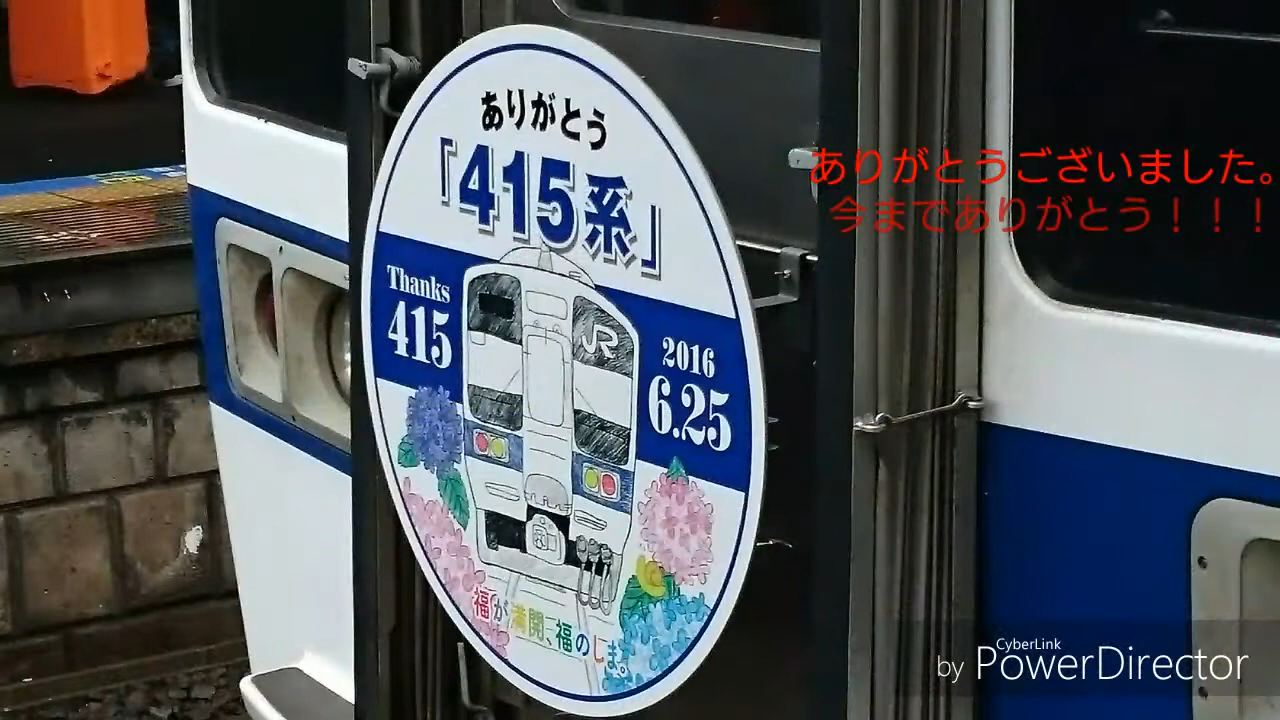 ありがとう
『415系』
Thanks
415
JR
2016
6.25
福が満開、福のしま。
ありがとうございました。
今までありがとう！！！
CyberLink
by PowerDirector